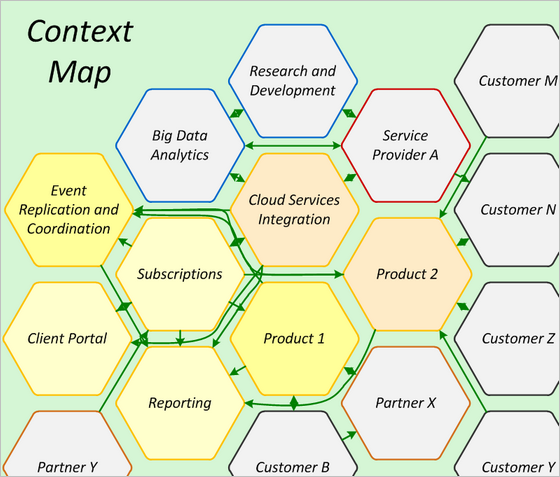 Context
Map
Research and
Development
Customer M
Big Data
Analytics
Service
Provider A
Event
Replication and
Coordination
Cloud Services
Integration
Customer N
Subscriptions
Product 2
Client Portal
Product 1
Customer Z
Reporting
Partner X
Partner Y
Customer B
Customer Y